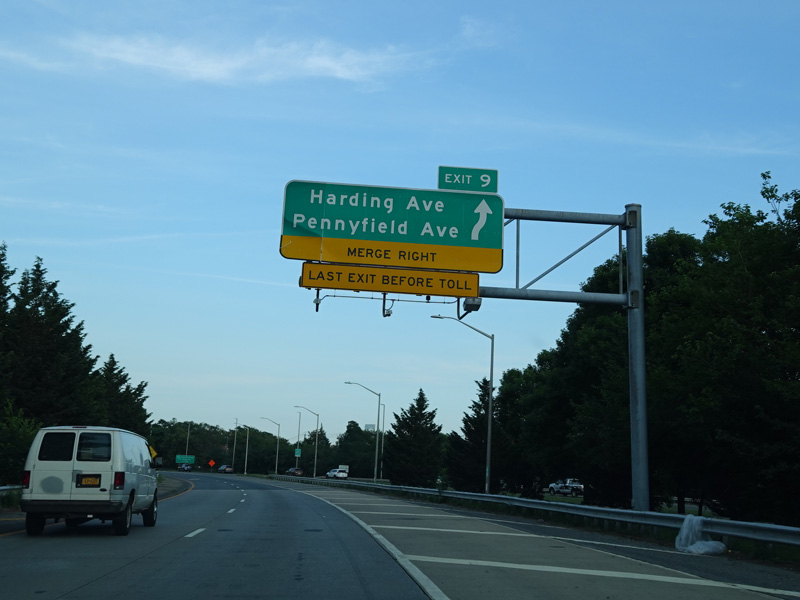 EXIT 9
Harding Ave
Pennyfield Ave
MERGE RIGHT
LAST EXIT BEFORE TOLL